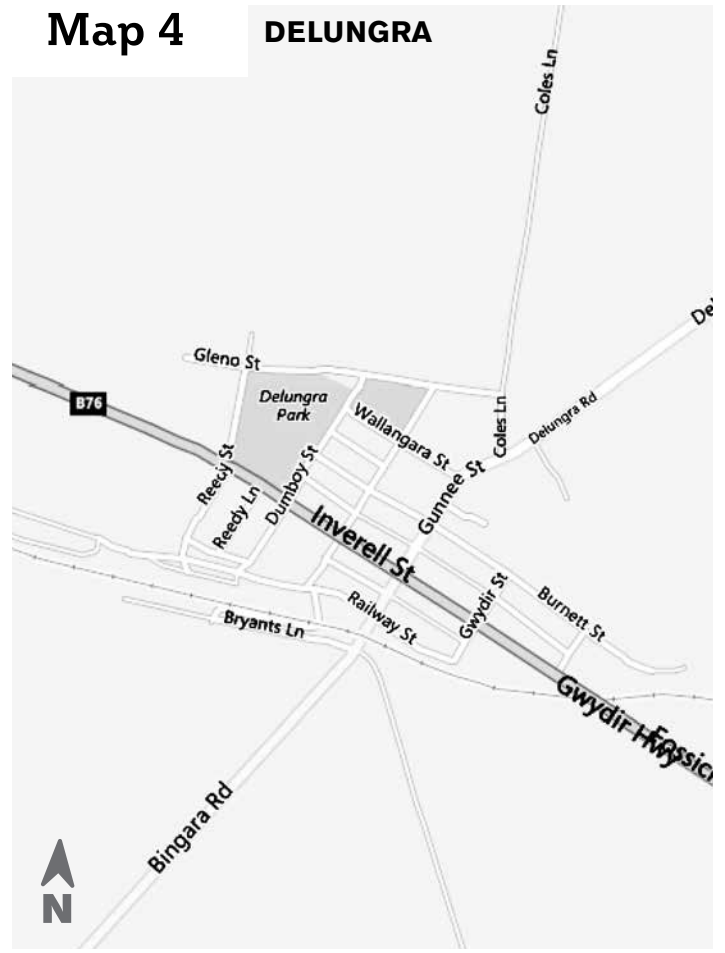 Map 4
DELUNGRA
Coles Ln
Del
Gleno St
B76
Delungra
Park
Wallangara St
Coles Ln
Delungra Rd
Reedy St
Reedy Ln
Dumboy St
Gunnee St
Inverell St
Railway St
Gwydir St
Burnett St
Bryants Ln
Gwydir Hwy
Fossick
Bingara Rd
N